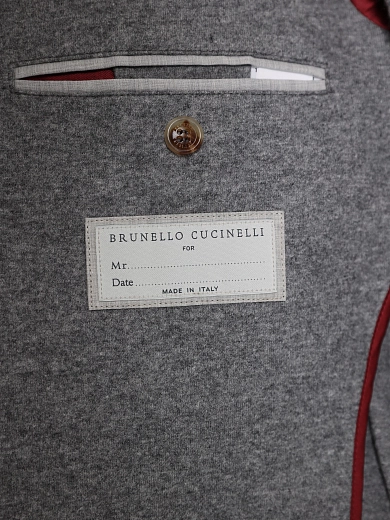 BRUNELLO CUCINELLI
FOR
Mr.............................................
Date...........................................
MADE IN ITALY